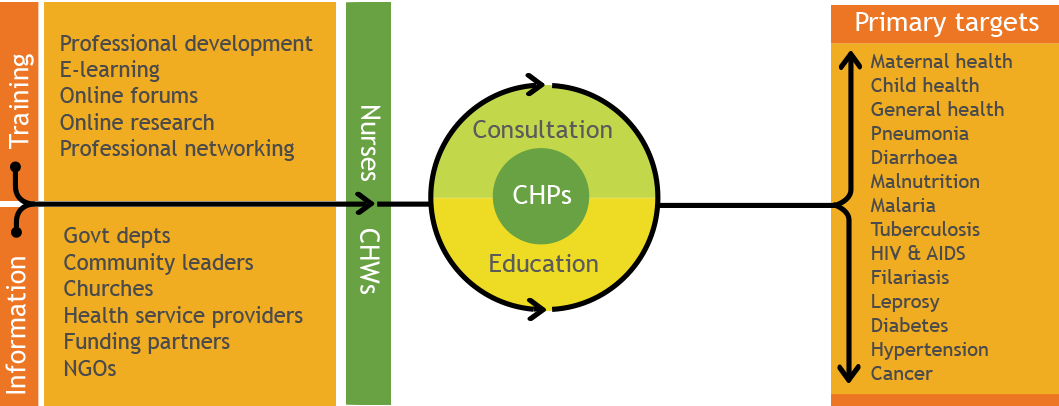 Training
Professional development
E-learning
Online forums
Online research
Professional networking
Information
Govt depts
Community leaders
Churches
Health service providers
Funding partners
NGOs
Nurses
CHWs
Consultation
CHPs
Education
Primary targets
Maternal health
Child health
General health
Pneumonia
Diarrhoea
Malnutrition
Malaria
Tuberculosis
HIV & AIDS
Filariasis
Leprosy
Diabetes
Hypertension
Cancer